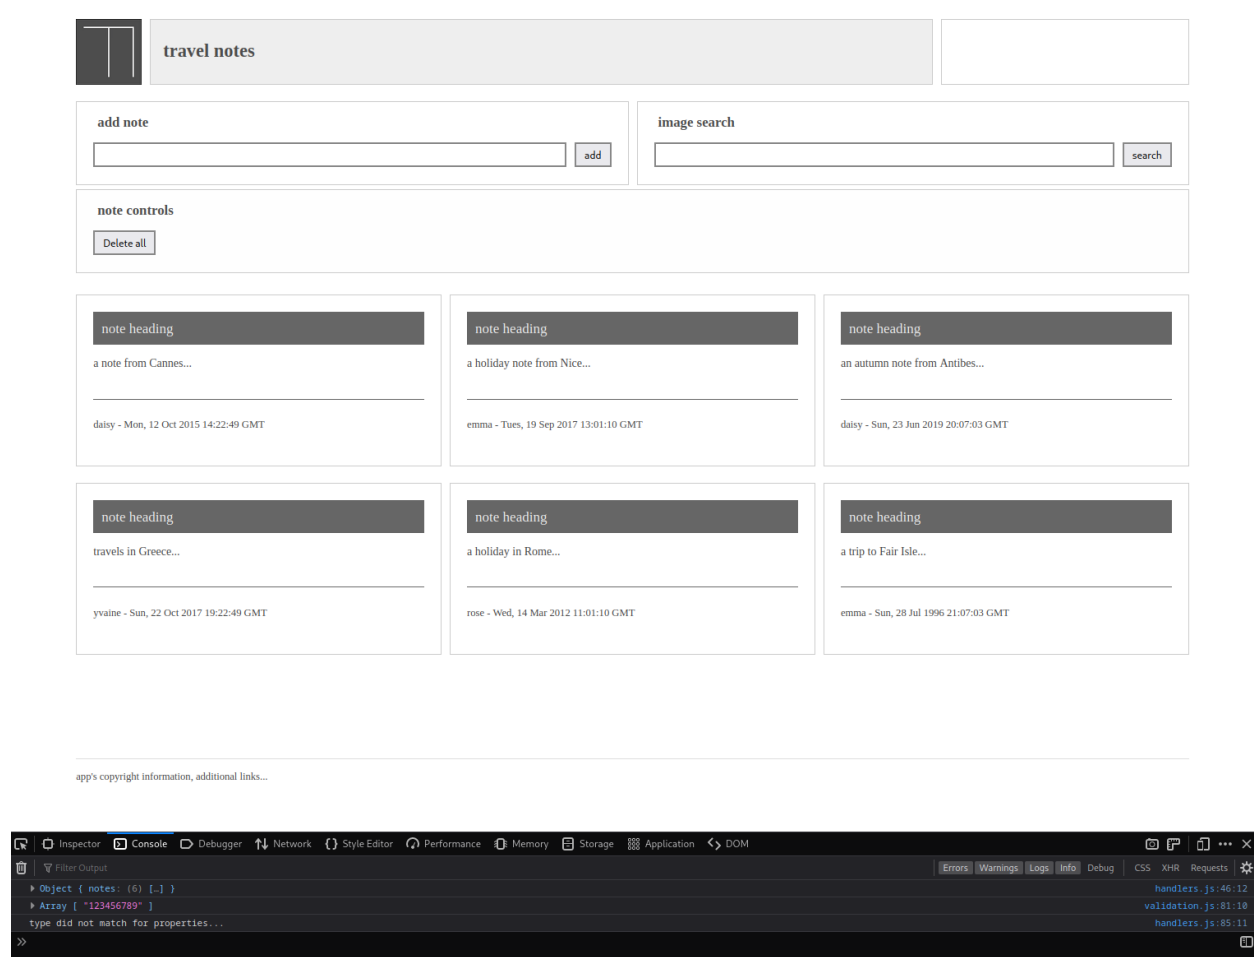 travel notes
add note
add
image search
search
note controls
Delete all
note heading
a note from Cannes...
daisy - Mon, 12 Oct 2015 14:22:49 GMT
note heading
a holiday note from Nice...
emma - Tues, 19 Sep 2017 13:01:10 GMT
note heading
an autumn note from Antibes...
daisy - Sun, 23 Jun 2019 20:07:03 GMT
note heading
travels in Greece...
yvaine - Sun, 22 Oct 2017 19:22:49 GMT
note heading
a holiday in Rome...
rose - Wed, 14 Mar 2012 11:01:10 GMT
note heading
a trip to Fair Isle...
emma - Sun, 28 Jul 1996 21:07:03 GMT
app's copyright information, additional links...
Inspector Console Debugger Network Style Editor Performance Memory Storage Application DOM
Filter Output Errors Warnings Logs Info Debug CSS XHR Requests
Object { notes: (6) […] } handlers.js:46:12
Array [ "123456789" ] validation.js:81:10
type did not match for properties... handlers.js:85:11